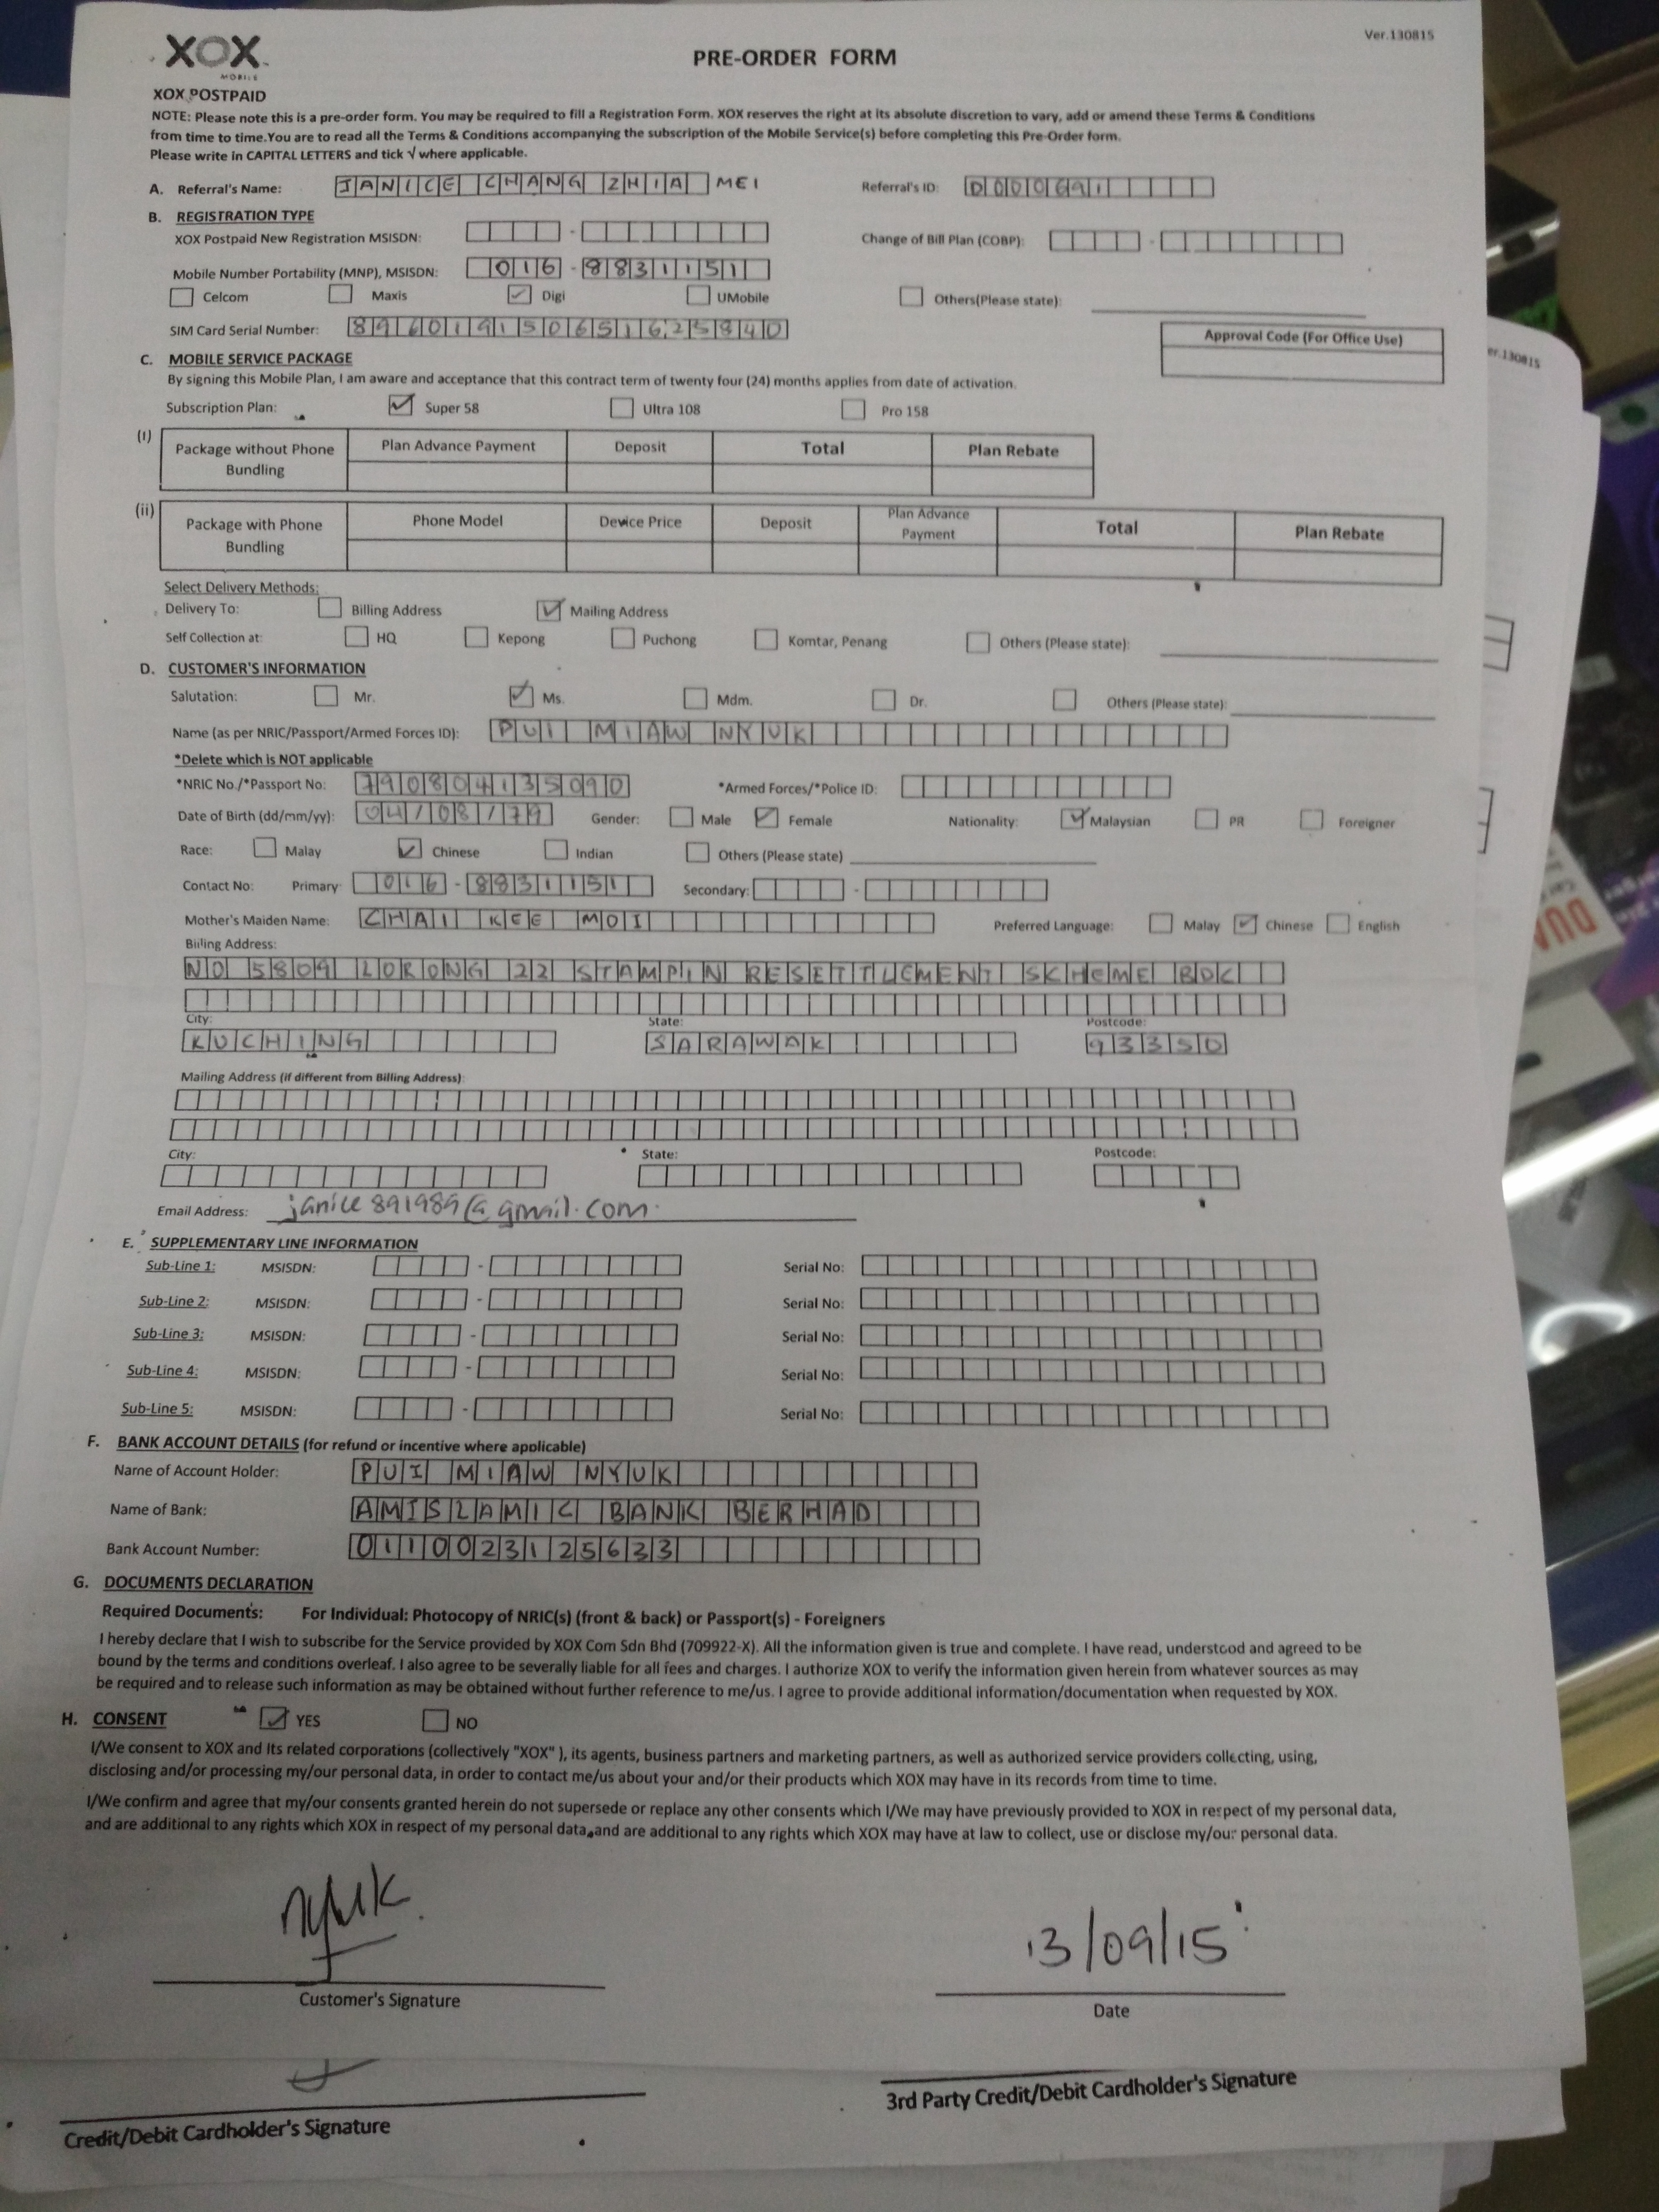 Ver.130815
XOX
MOBILE
PRE-ORDER FORM
XOX POSTPAID
NOTE: Please note this is a pre-order form. You may be required to fill a Registration Form. XOX reserves the right at its absolute discretion to vary, add or amend these Terms & Conditions
from time to time.You are to read all the Terms & Conditions accompanying the subscription of the Mobile Service(s) before completing this Pre-Order form.
Please write in CAPITAL LETTERS and tick √ where applicable.
A. Referral's Name: JANICE CHANG ZHIA MEI Referral's ID: D000691
B. REGISTRATION TYPE
XOX Postpaid New Registration MSISDN: - Change of Bill Plan (COBP): -
Mobile Number Portability (MNP), MSISDN: 016-8831151
Celcom Maxis ✓ Digi UMobile Others(Please state):
SIM Card Serial Number: 896019150651625840
Approval Code (For Office Use)
C. MOBILE SERVICE PACKAGE
By signing this Mobile Plan, I am aware and acceptance that this contract term of twenty four (24) months applies from date of activation.
Subscription Plan: ✓ Super 58 Ultra 108 Pro 158
(i) Package without Phone Bundling Plan Advance Payment Deposit Total Plan Rebate
(ii) Package with Phone Bundling Phone Model Device Price Deposit Plan Advance Payment Total Plan Rebate
Select Delivery Methods:
Delivery To: Billing Address ✓ Mailing Address
Self Collection at: HQ Kepong Puchong Komtar, Penang Others (Please state):
D. CUSTOMER'S INFORMATION
Salutation: Mr. ✓ Ms. Mdm. Dr. Others (Please state):
Name (as per NRIC/Passport/Armed Forces ID): PUI MIAW NYUK
*Delete which is NOT applicable
*NRIC No./*Passport No: 790804135090 *Armed Forces/*Police ID:
Date of Birth (dd/mm/yy): 04/08/79 Gender: Male ✓ Female Nationality: ✓ Malaysian PR Foreigner
Race: Malay ✓ Chinese Indian Others (Please state)
Contact No: Primary: 016-8831151 Secondary: -
Mother's Maiden Name: CHAI KEE MOI Preferred Language: Malay ✓ Chinese English
Billing Address:
NO 5809 LORONG 22 STAMPIN RESETTLEMENT SKHEME BDC
City: State: Postcode:
KUCHING SARAWAK 93350
Mailing Address (if different from Billing Address):
City: State: Postcode:
Email Address: janice891989@gmail.com
E. SUPPLEMENTARY LINE INFORMATION
Sub-Line 1: MSISDN: - Serial No:
Sub-Line 2: MSISDN: - Serial No:
Sub-Line 3: MSISDN: - Serial No:
Sub-Line 4: MSISDN: - Serial No:
Sub-Line 5: MSISDN: - Serial No:
F. BANK ACCOUNT DETAILS (for refund or incentive where applicable)
Name of Account Holder: PUI MIAW NYUK
Name of Bank: AMISLAMIC BANK BERHAD
Bank Account Number: 0110023125633
G. DOCUMENTS DECLARATION
Required Documents: For Individual: Photocopy of NRIC(s) (front & back) or Passport(s) - Foreigners
I hereby declare that I wish to subscribe for the Service provided by XOX Com Sdn Bhd (709922-X). All the information given is true and complete. I have read, understood and agreed to be
bound by the terms and conditions overleaf. I also agree to be severally liable for all fees and charges. I authorize XOX to verify the information given herein from whatever sources as may
be required and to release such information as may be obtained without further reference to me/us. I agree to provide additional information/documentation when requested by XOX.
H. CONSENT ✓ YES NO
I/We consent to XOX and Its related corporations (collectively "XOX" ), its agents, business partners and marketing partners, as well as authorized service providers collecting, using,
disclosing and/or processing my/our personal data, in order to contact me/us about your and/or their products which XOX may have in its records from time to time.
I/We confirm and agree that my/our consents granted herein do not supersede or replace any other consents which I/We may have previously provided to XOX in respect of my personal data,
and are additional to any rights which XOX in respect of my personal data,and are additional to any rights which XOX may have at law to collect, use or disclose my/our personal data.
nyuk.
13/09/15
Customer's Signature
Date
3rd Party Credit/Debit Cardholder's Signature
Credit/Debit Cardholder's Signature
er.130815